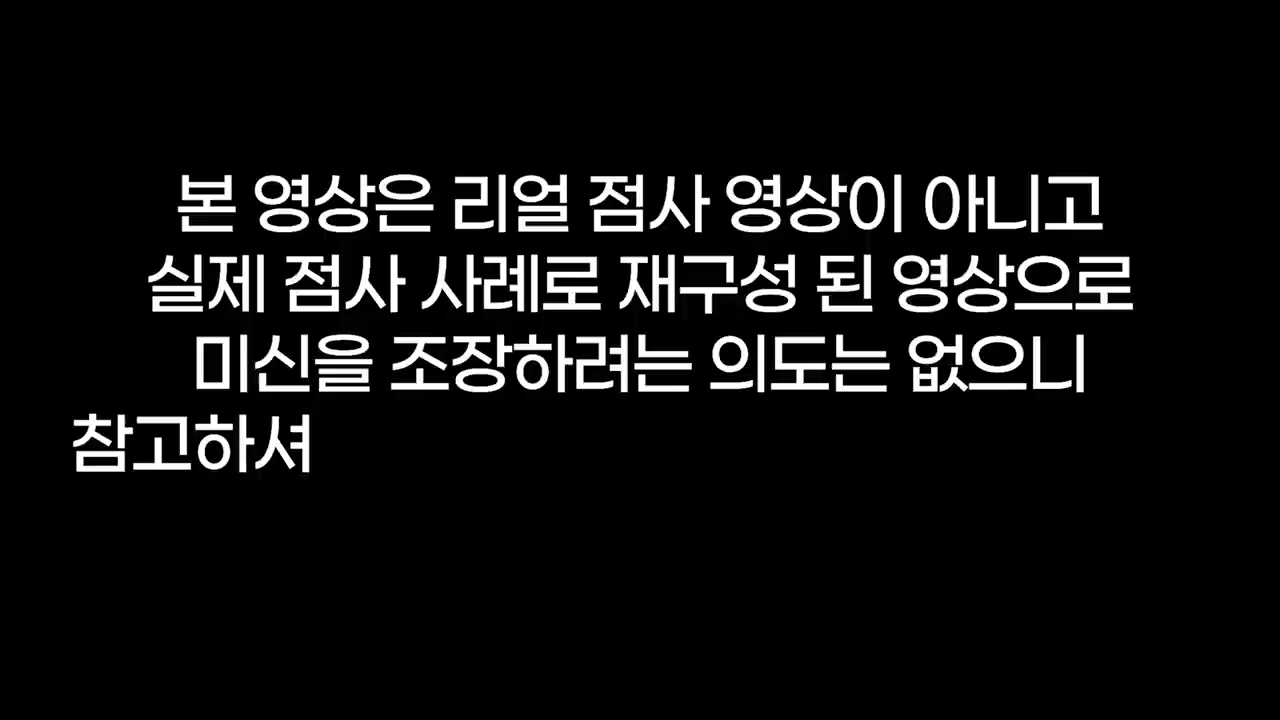 본 영상은 리얼 점사 영상이 아니고
실제 점사 사례로 재구성 된 영상으로
미신을 조장하려는 의도는 없으니
참고하셔